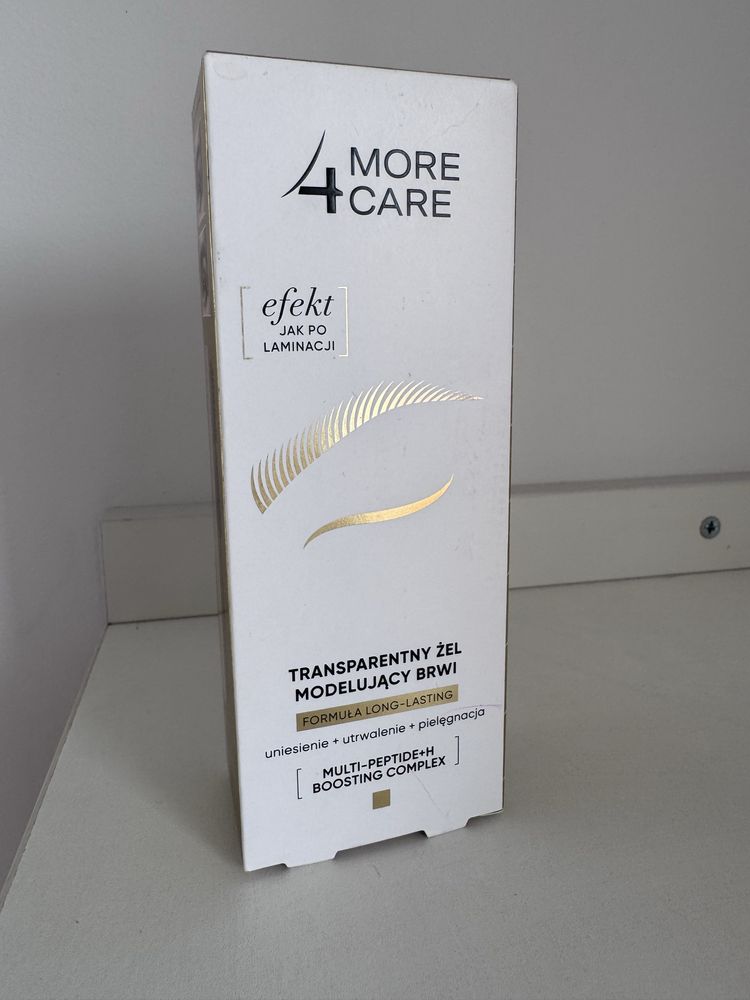 4 MORE
CARE
efekt
JAK PO
LAMINACJI
TRANSPARENTNY ŻEL
MODELUJĄCY BRWI
FORMUŁA LONG-LASTING
uniesienie + utrwalenie + pielęgnacja
MULTI-PEPTIDE+H
BOOSTING COMPLEX